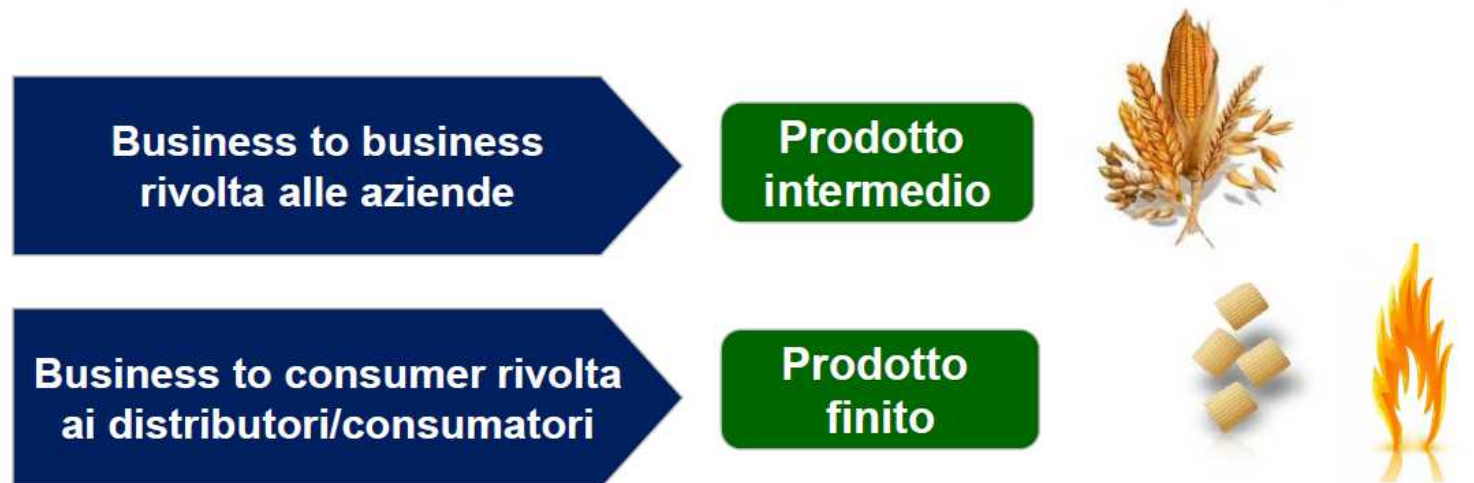 Business to business
rivolta alle aziende
Prodotto
intermedio
Business to consumer rivolta
ai distributori/consumatori
Prodotto
finito